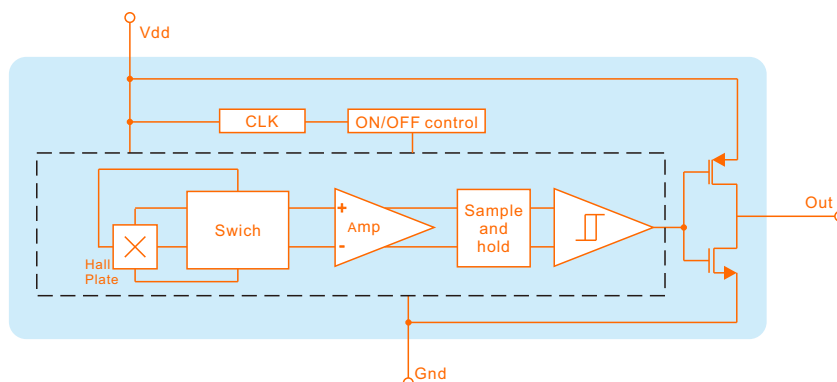 Vdd
CLK
ON/OFF control
Swich
+
Amp
-
Sample
and
hold
Out
Hall
Plate
Gnd